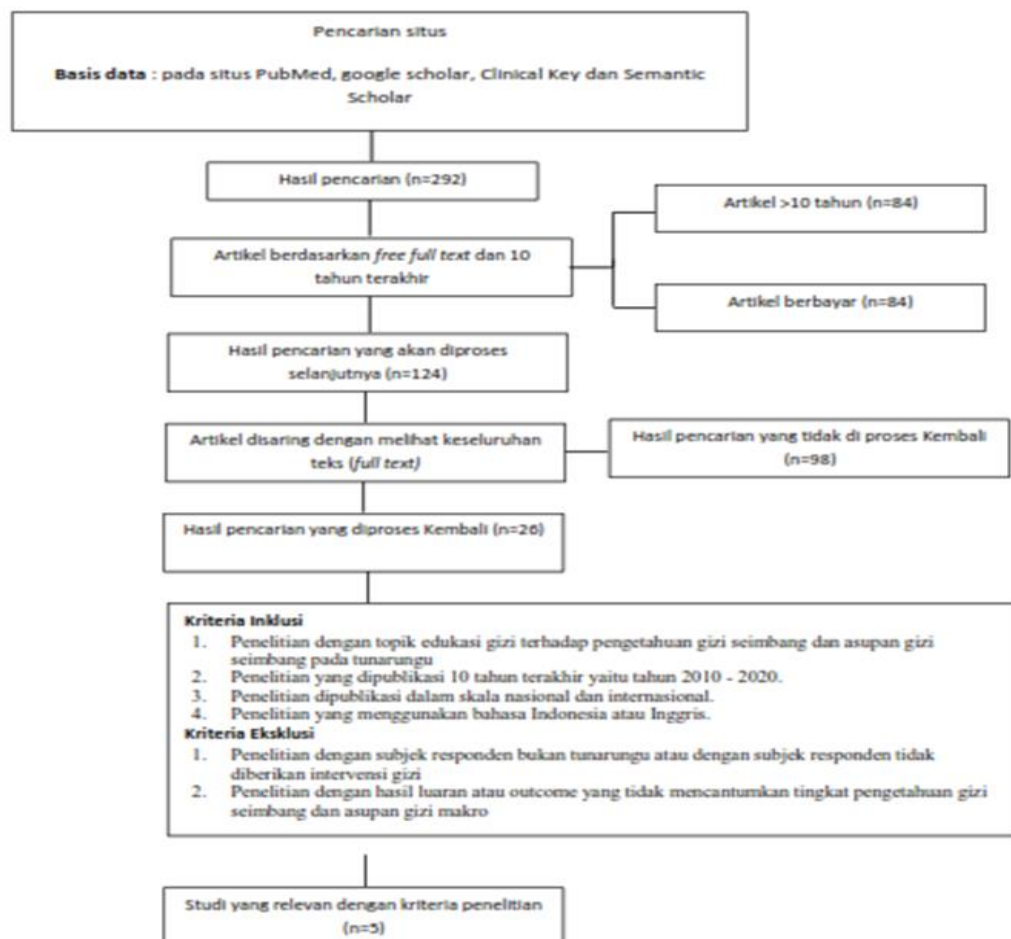 Pencarian situs
Basis data : pada situs PubMed, google scholar, Clinical Key dan Semantic
Scholar
Hasil pencarian (n=292)
Artikel >10 tahun (n=84)
Artikel berdasarkan free full text dan 10
tahun terakhir
Artikel berbayar (n=84)
Hasil pencarian yang akan diproses
selanjutnya (n=124)
Artikel disaring dengan melihat keseluruhan
teks (full text)
Hasil pencarian yang tidak di proses Kembali
(n=98)
Hasil pencarian yang diproses Kembali (n=26)
Kriteria Inklusi
1. Penelitian dengan topik edukasi gizi terhadap pengetahuan gizi seimbang dan asupan gizi
seimbang pada tunarungu
2. Penelitian yang dipublikasi 10 tahun terakhir yaitu tahun 2010 - 2020.
3. Penelitian dipublikasi dalam skala nasional dan internasional.
4. Penelitian yang menggunakan bahasa Indonesia atau Inggris.
Kriteria Eksklusi
1. Penelitian dengan subjek responden bukan tunarungu atau dengan subjek responden tidak
diberikan intervensi gizi
2. Penelitian dengan hasil luaran atau outcome yang tidak mencantumkan tingkat pengetahuan gizi
seimbang dan asupan gizi makro
Studi yang relevan dengan kriteria penelitian
(n=5)